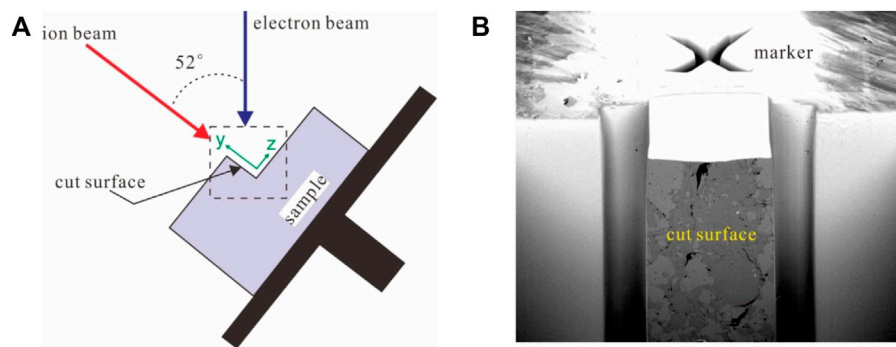 A
ion beam
electron beam
52°
y
z
cut surface
sample
B
marker
cut surface